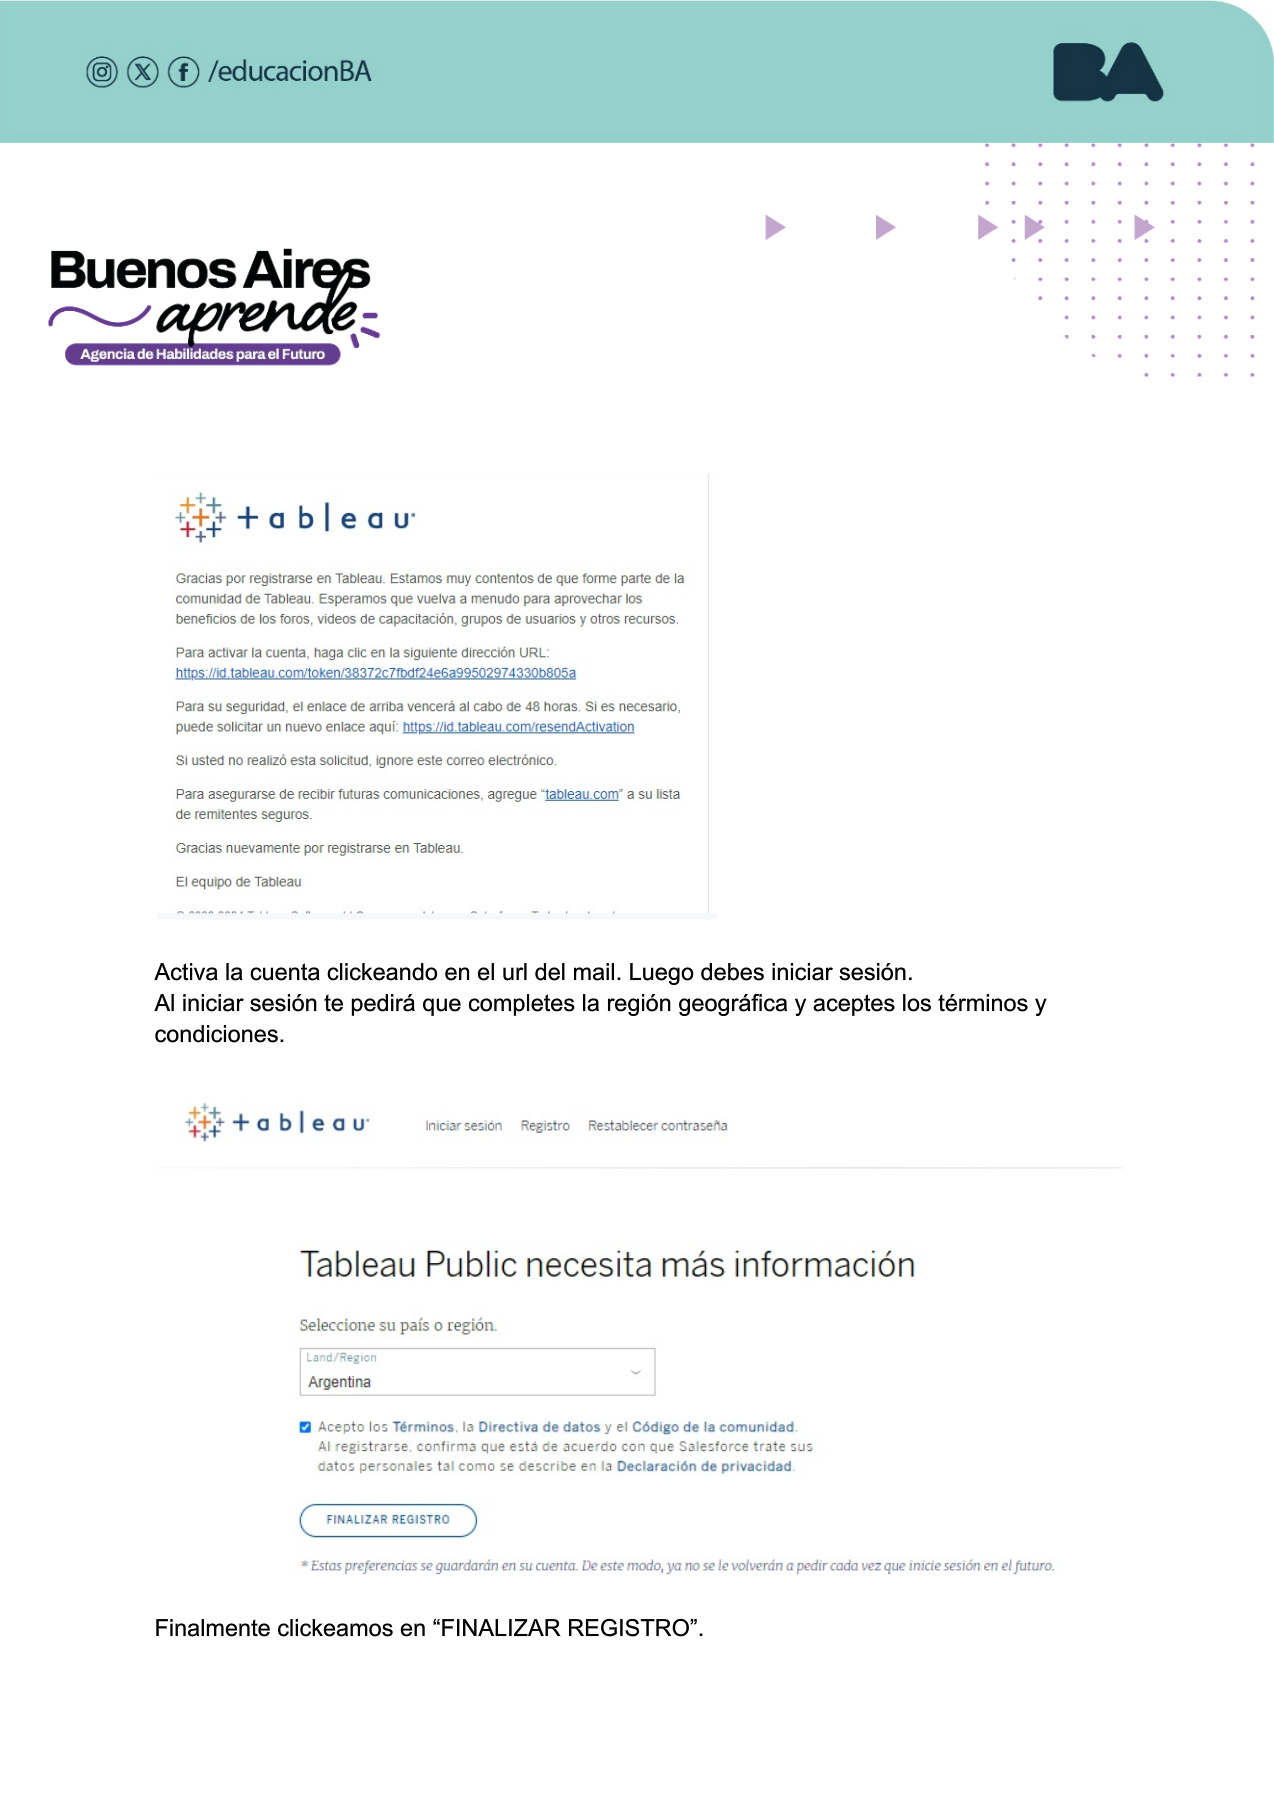 /educacionBA
BA
Buenos Aires
aprende
Agencia de Habilidades para el Futuro
+ableau
Gracias por registrarse en Tableau. Estamos muy contentos de que forme parte de la
comunidad de Tableau. Esperamos que vuelva a menudo para aprovechar los
beneficios de los foros, videos de capacitación, grupos de usuarios y otros recursos.
Para activar la cuenta, haga clic en la siguiente dirección URL:
https://id.tableau.com/token/38372c7fbdf24e6a99502974330b805a
Para su seguridad, el enlace de arriba vencerá al cabo de 48 horas. Si es necesario,
puede solicitar un nuevo enlace aquí: https://id.tableau.com/resendActivation
Si usted no realizó esta solicitud, ignore este correo electrónico.
Para asegurarse de recibir futuras comunicaciones, agregue “tableau.com” a su lista
de remitentes seguros.
Gracias nuevamente por registrarse en Tableau.
El equipo de Tableau
Activa la cuenta clickeando en el url del mail. Luego debes iniciar sesión.
Al iniciar sesión te pedirá que completes la región geográfica y aceptes los términos y
condiciones.
+ableau Iniciar sesión Registro Restablecer contraseña
Tableau Public necesita más información
Seleccione su país o región.
Land/Region
Argentina
Acepto los Términos, la Directiva de datos y el Código de la comunidad.
Al registrarse, confirma que está de acuerdo con que Salesforce trate sus
datos personales tal como se describe en la Declaración de privacidad.
FINALIZAR REGISTRO
* Estas preferencias se guardarán en su cuenta. De este modo, ya no se le volverán a pedir cada vez que inicie sesión en el futuro.
Finalmente clickeamos en “FINALIZAR REGISTRO”.